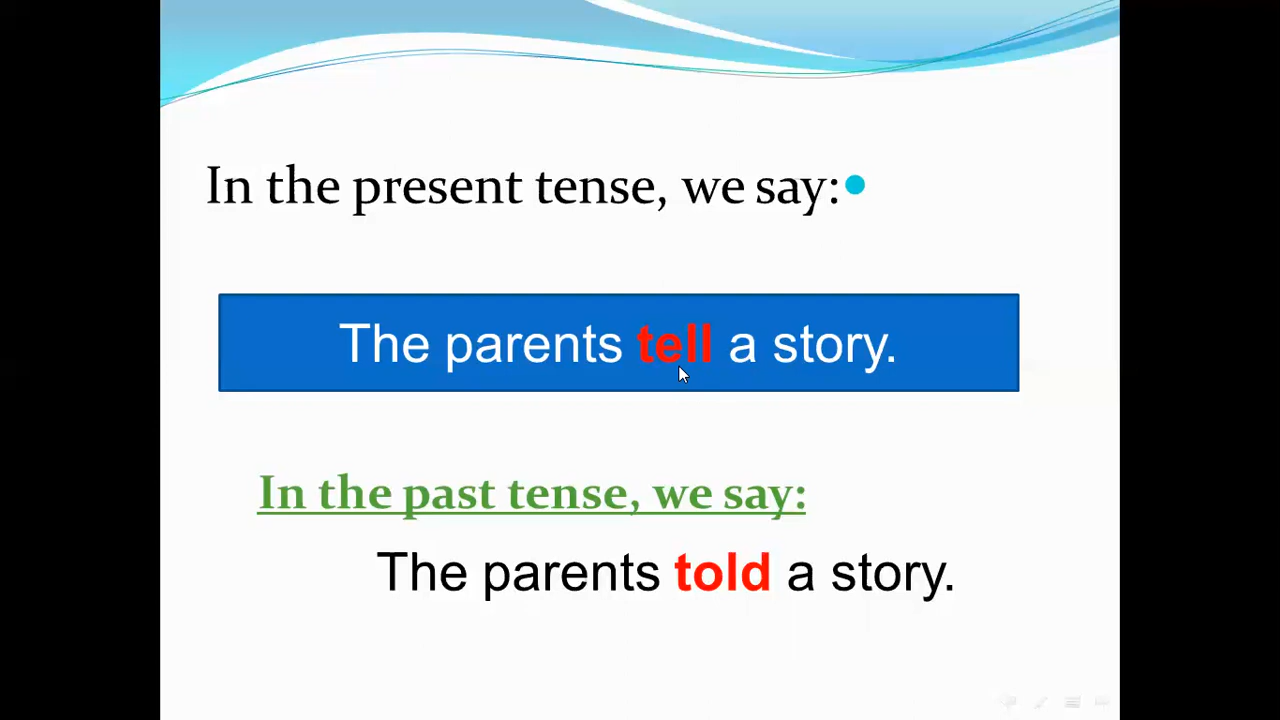 In the present tense, we say:
The parents tell a story.
In the past tense, we say:
The parents told a story.